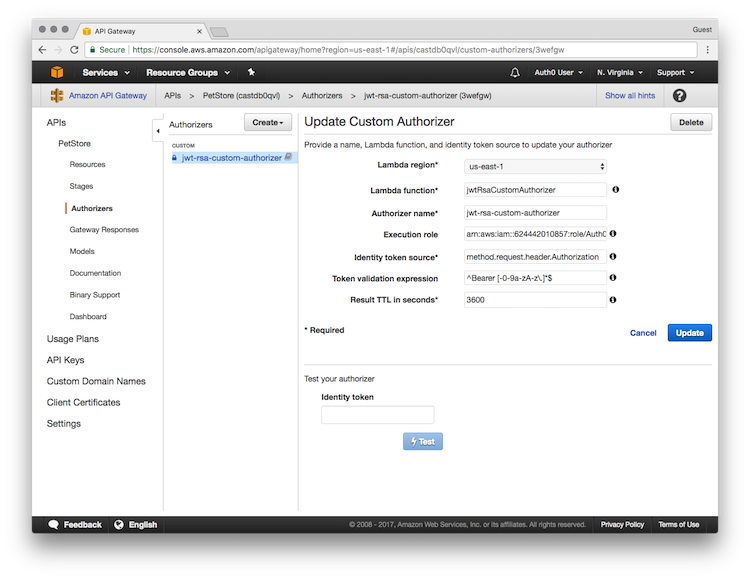 API Gateway
Guest
Secure | https://console.aws.amazon.com/apigateway/home?region=us-east-1#/apis/castdb0qvl/custom-authorizers/3wefgw
Services Resource Groups Auth0 User N. Virginia Support
Amazon API Gateway APIs > PetStore (castdb0qvl) > Authorizers > jwt-rsa-custom-authorizer (3wefgw) Show all hints ?
APIs
PetStore
Resources
Stages
Authorizers
Gateway Responses
Models
Documentation
Binary Support
Dashboard
Usage Plans
API Keys
Custom Domain Names
Client Certificates
Settings
Authorizers Create
CUSTOM
jwt-rsa-custom-authorizer
Update Custom Authorizer Delete
Provide a name, Lambda function, and identity token source to update your authorizer
Lambda region* us-east-1
Lambda function* jwtRsaCustomAuthorizer
Authorizer name* jwt-rsa-custom-authorizer
Execution role arn:aws:iam::624442010857:role/Auth0
Identity token source* method.request.header.Authorization
Token validation expression ^Bearer [-0-9a-zA-z\.]*$
Result TTL in seconds* 3600
* Required
Cancel Update
Test your authorizer
Identity token
Test
Feedback English © 2008 - 2017, Amazon Web Services, Inc. or its affiliates. All rights reserved. Privacy Policy Terms of Use